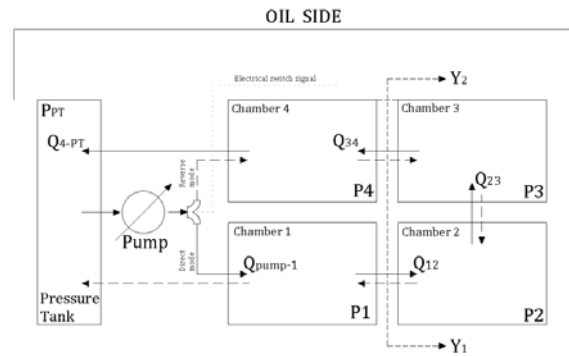 OIL SIDE
Electrical switch signal
Y2
PPT
Chamber 4
Chamber 3
Q4-PT
Q34
Reverse mode
P4
P3
Q23
Pump
Chamber 1
Chamber 2
Direct mode
Qpump-1
Q12
Pressure
Tank
P1
P2
Y1